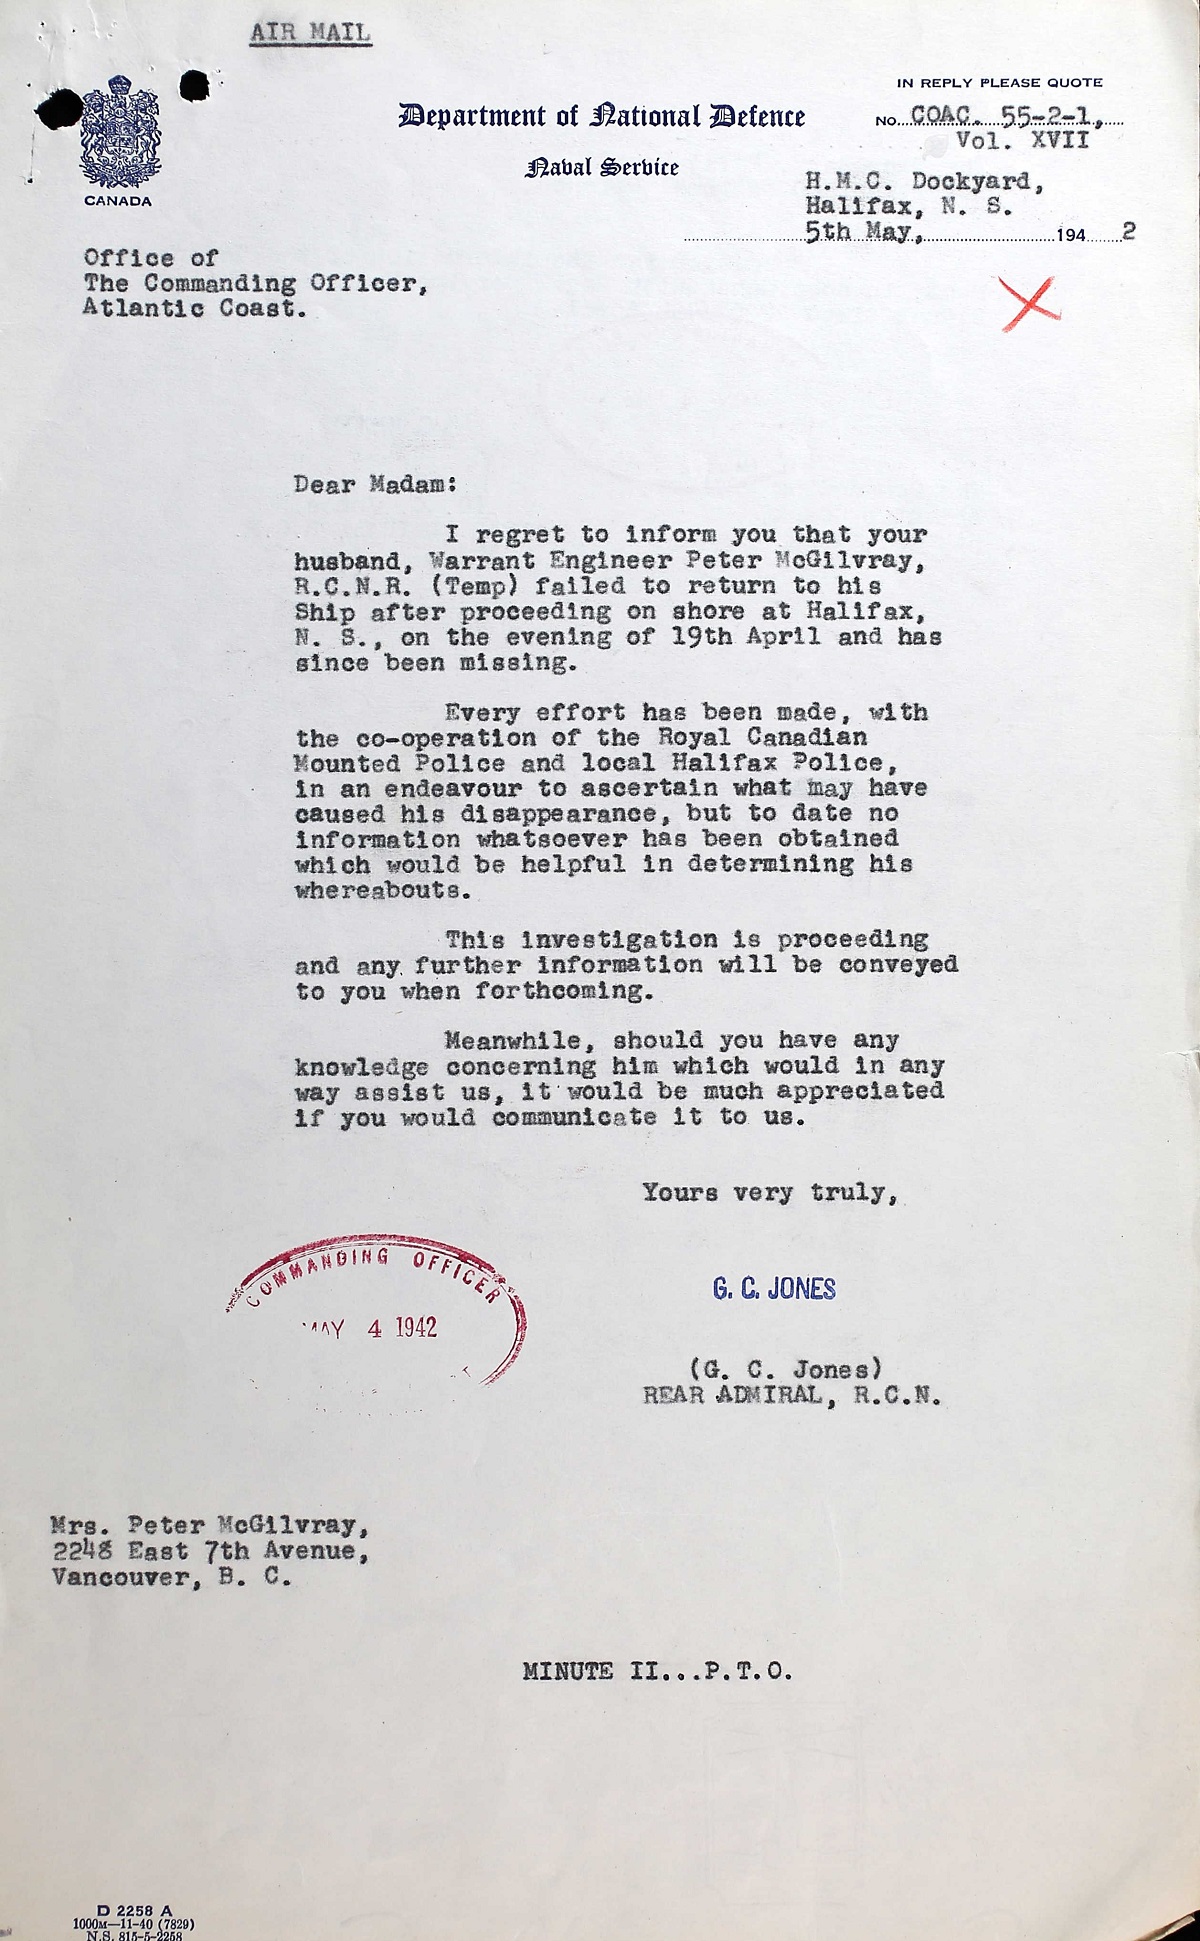 AIR MAIL
CANADA
Department of National Defence
Naval Service
IN REPLY PLEASE QUOTE
No. COAC. 55-2-1,
Vol. XVII
H.M.C. Dockyard,
Halifax, N. S.
5th May, 194 2
Office of
The Commanding Officer,
Atlantic Coast.
Dear Madam:
I regret to inform you that your
husband, Warrant Engineer Peter McGilvray,
R.C.N.R. (Temp) failed to return to his
Ship after proceeding on shore at Halifax,
N. S., on the evening of 19th April and has
since been missing.
Every effort has been made, with
the co-operation of the Royal Canadian
Mounted Police and local Halifax Police,
in an endeavour to ascertain what may have
caused his disappearance, but to date no
information whatsoever has been obtained
which would be helpful in determining his
whereabouts.
This investigation is proceeding
and any further information will be conveyed
to you when forthcoming.
Meanwhile, should you have any
knowledge concerning him which would in any
way assist us, it would be much appreciated
if you would communicate it to us.
Yours very truly,
COMMANDING OFFICER
MAY 4 1942
G. C. JONES
(G. C. Jones)
REAR ADMIRAL, R.C.N.
Mrs. Peter McGilvray,
2248 East 7th Avenue,
Vancouver, B. C.
MINUTE II...P.T.O.
D 2258 A
1000M—11-40 (7829)
N.S. 815-5-2258